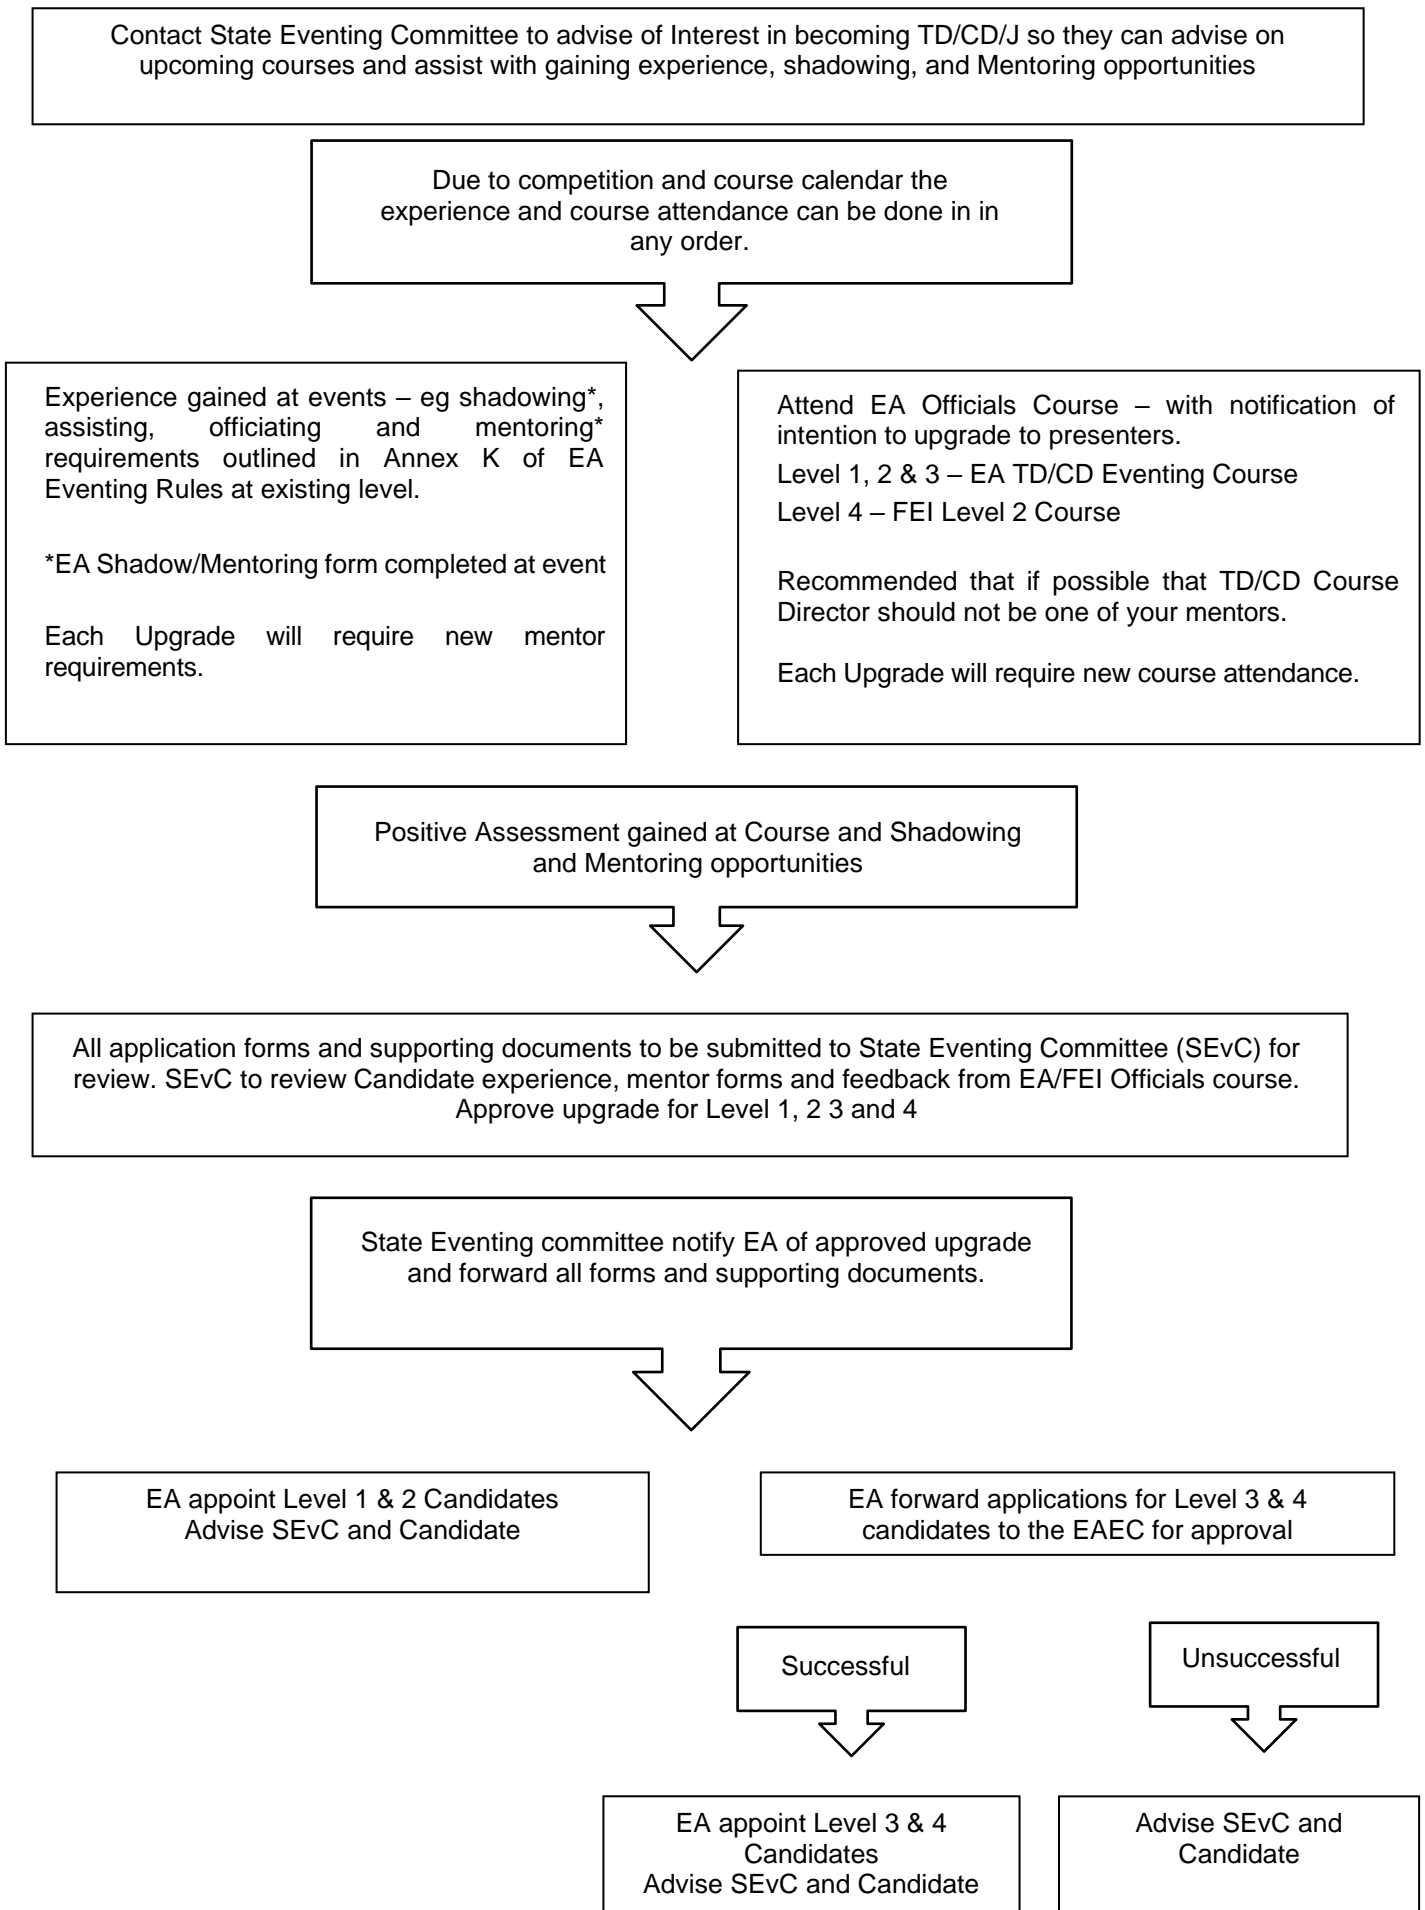 Contact State Eventing Committee to advise of Interest in becoming TD/CD/J so they can advise on
upcoming courses and assist with gaining experience, shadowing, and Mentoring opportunities
Due to competition and course calendar the
experience and course attendance can be done in in
any order.
Experience gained at events – eg shadowing*,
assisting, officiating and mentoring*
requirements outlined in Annex K of EA
Eventing Rules at existing level.
*EA Shadow/Mentoring form completed at event
Each Upgrade will require new mentor
requirements.
Attend EA Officials Course – with notification of
intention to upgrade to presenters.
Level 1, 2 & 3 – EA TD/CD Eventing Course
Level 4 – FEI Level 2 Course
Recommended that if possible that TD/CD Course
Director should not be one of your mentors.
Each Upgrade will require new course attendance.
Positive Assessment gained at Course and Shadowing
and Mentoring opportunities
All application forms and supporting documents to be submitted to State Eventing Committee (SEvC) for
review. SEvC to review Candidate experience, mentor forms and feedback from EA/FEI Officials course.
Approve upgrade for Level 1, 2 3 and 4
State Eventing committee notify EA of approved upgrade
and forward all forms and supporting documents.
EA appoint Level 1 & 2 Candidates
Advise SEvC and Candidate
EA forward applications for Level 3 & 4
candidates to the EAEC for approval
Successful
Unsuccessful
EA appoint Level 3 & 4
Candidates
Advise SEvC and Candidate
Advise SEvC and
Candidate